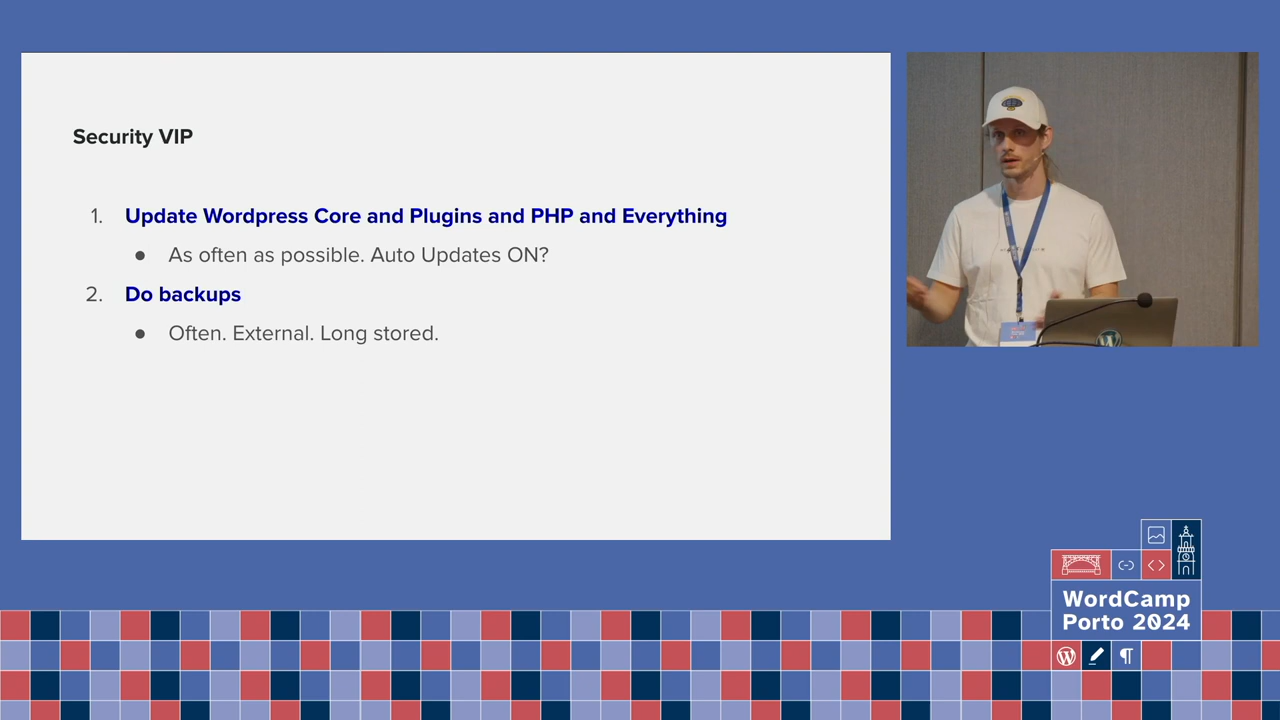 Security VIP
1. Update Wordpress Core and Plugins and PHP and Everything
● As often as possible. Auto Updates ON?
2. Do backups
● Often. External. Long stored.
WordCamp
Porto 2024